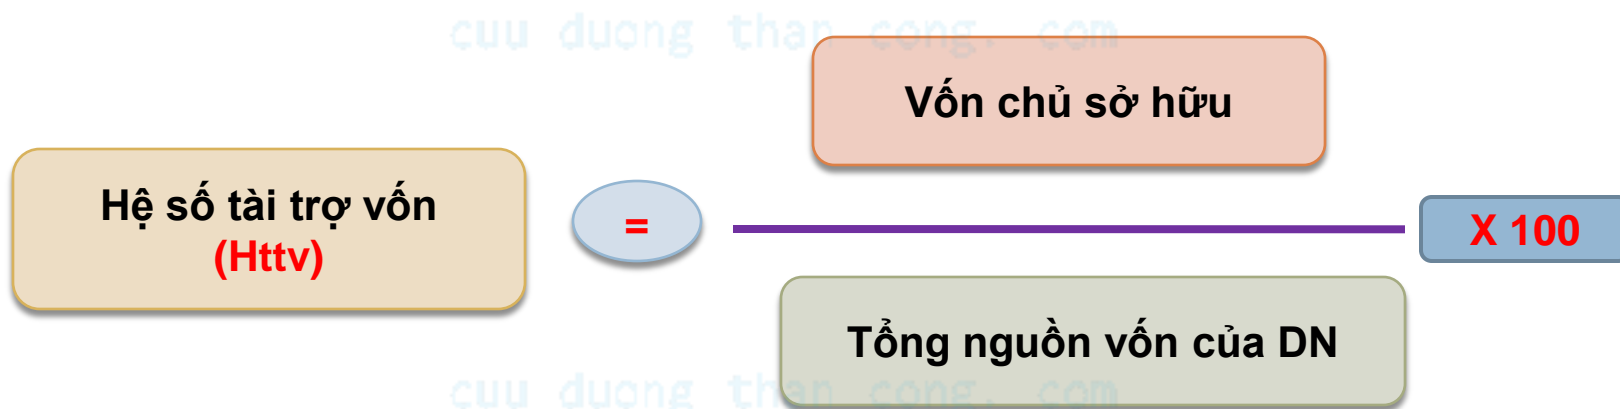 cuu duong than cong. com
Vốn chủ sở hữu
Hệ số tài trợ vốn
(Httv)
=
X 100
Tổng nguồn vốn của DN
cuu duong than cong. com